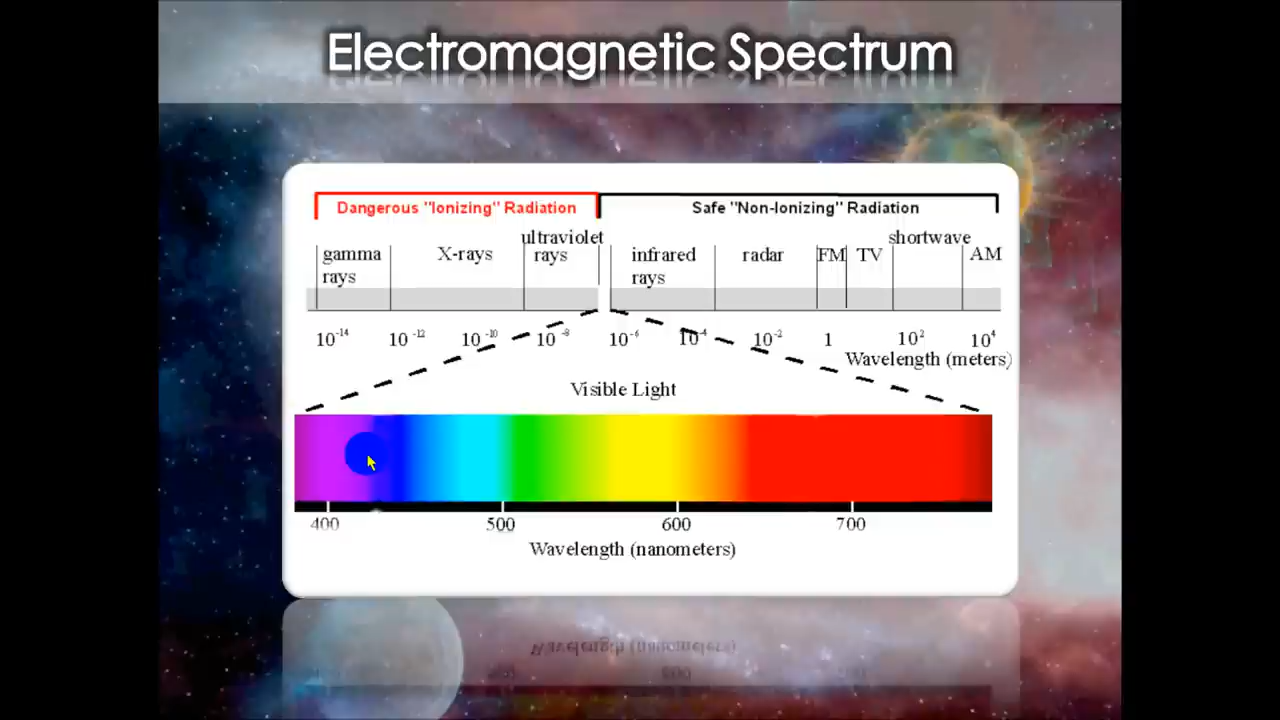 Electromagnetic Spectrum
Dangerous "Ionizing" Radiation
Safe "Non-Ionizing" Radiation
gamma rays
X-rays
ultraviolet rays
infrared rays
radar
FM
TV
shortwave
AM
10⁻¹⁴ 10⁻¹² 10⁻¹⁰ 10⁻⁸ 10⁻⁶ 10⁻⁴ 10⁻² 1 10² 10⁴
Wavelength (meters)
Visible Light
400 500 600 700
Wavelength (nanometers)